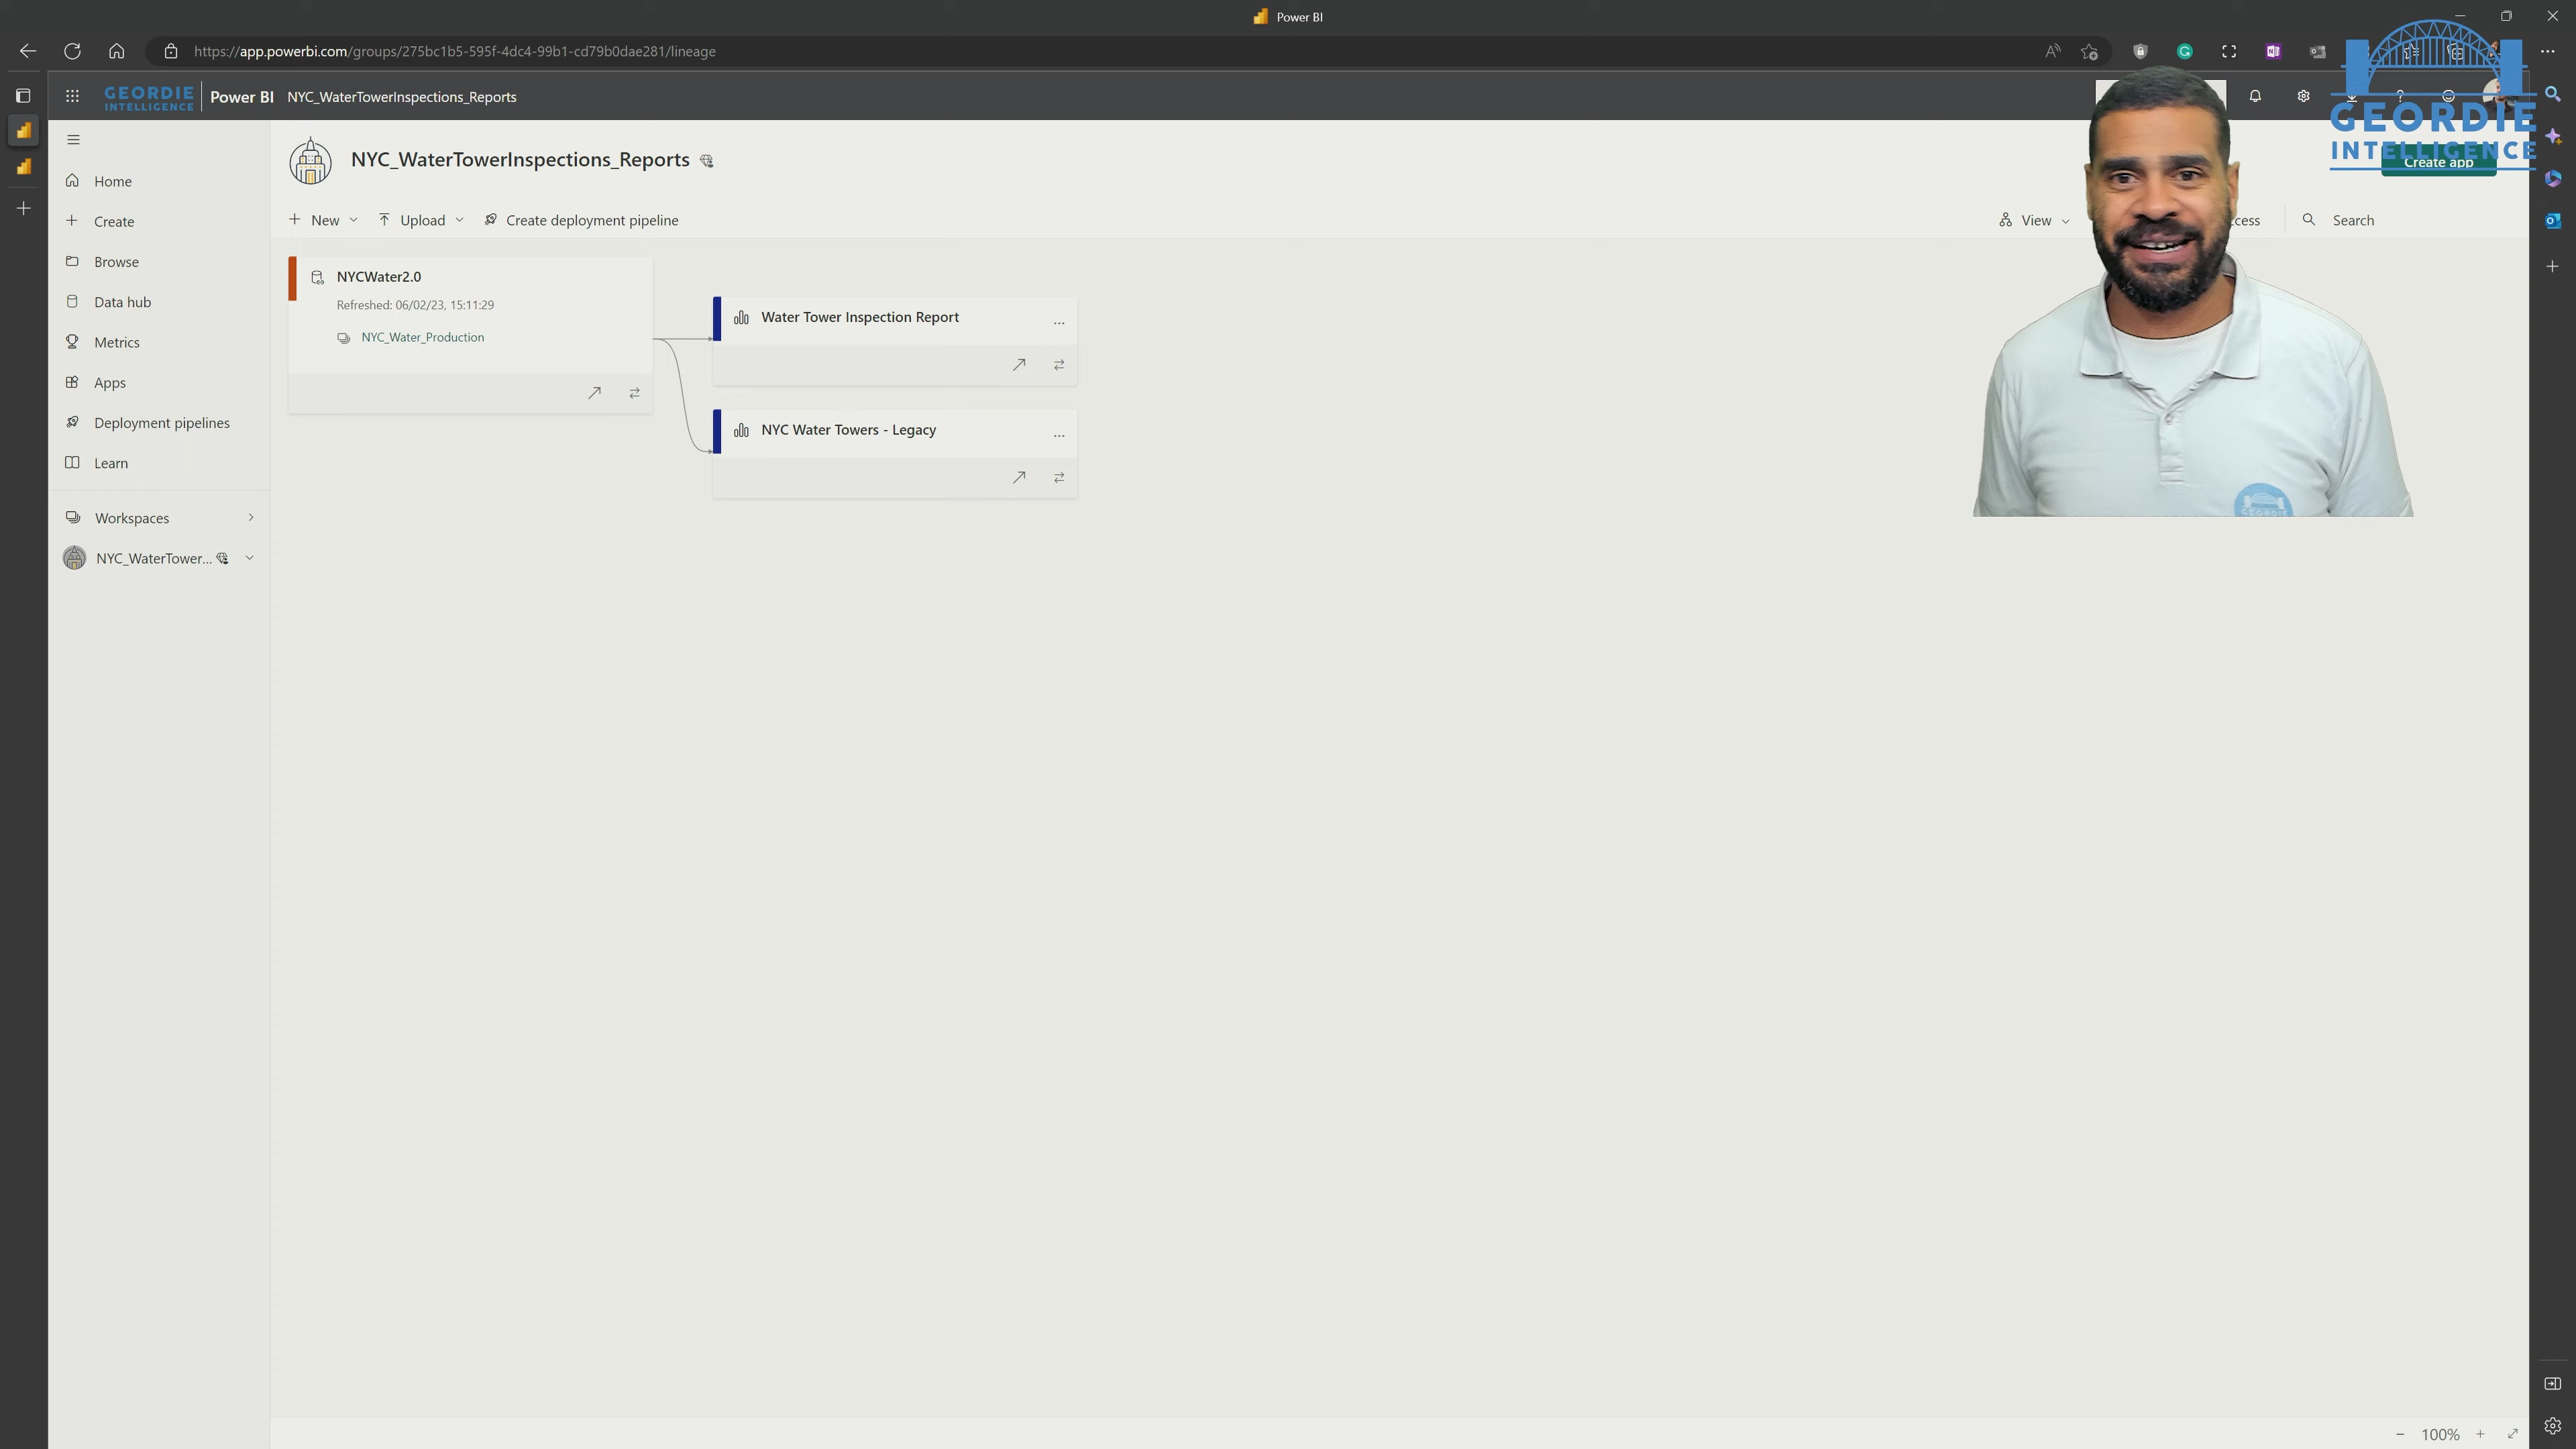 Power BI
https://app.powerbi.com/groups/275bc1b5-595f-4dc4-99b1-cd79b0dae281/lineage
GEORDIE
INTELLIGENCE
Power BI
NYC_WaterTowerInspections_Reports
GEORDIE
INTELLIGENCE
NYC_WaterTowerInspections_Reports
Create app
Home
Create
Browse
Data hub
Metrics
Apps
Deployment pipelines
Learn
Workspaces
NYC_WaterTower...
New
Upload
Create deployment pipeline
View
Search
NYCWater2.0
Refreshed: 06/02/23, 15:11:29
NYC_Water_Production
Water Tower Inspection Report
...
NYC Water Towers - Legacy
...
GEORDIE
100%